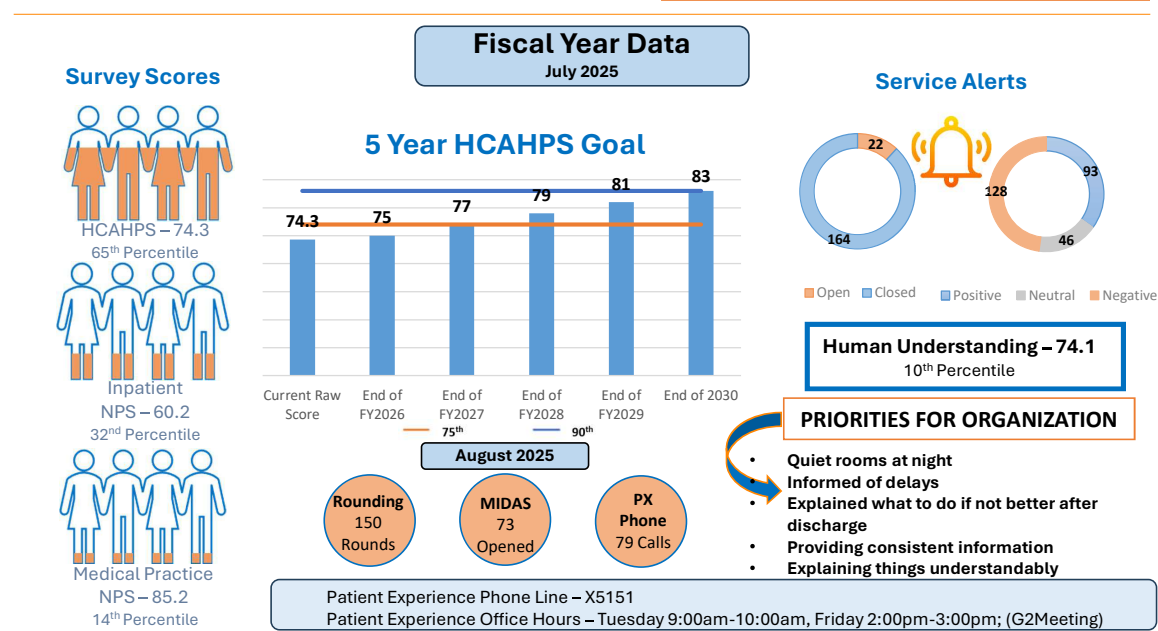 Fiscal Year Data
July 2025
Survey Scores
HCAHPS – 74.3
65th Percentile
Inpatient
NPS – 60.2
32nd Percentile
Medical Practice
NPS – 85.2
14th Percentile
5 Year HCAHPS Goal
74.3
75
77
79
81
83
Current Raw
Score
End of
FY2026
End of
FY2027
End of
FY2028
End of
FY2029
End of 2030
75th
90th
August 2025
Rounding
150
Rounds
MIDAS
73
Opened
PX
Phone
79 Calls
Service Alerts
22
164
93
128
46
Open
Closed
Positive
Neutral
Negative
Human Understanding – 74.1
10th Percentile
PRIORITIES FOR ORGANIZATION
• Quiet rooms at night
• Informed of delays
• Explained what to do if not better after
discharge
• Providing consistent information
• Explaining things understandably
Patient Experience Phone Line – X5151
Patient Experience Office Hours – Tuesday 9:00am-10:00am, Friday 2:00pm-3:00pm; (G2Meeting)